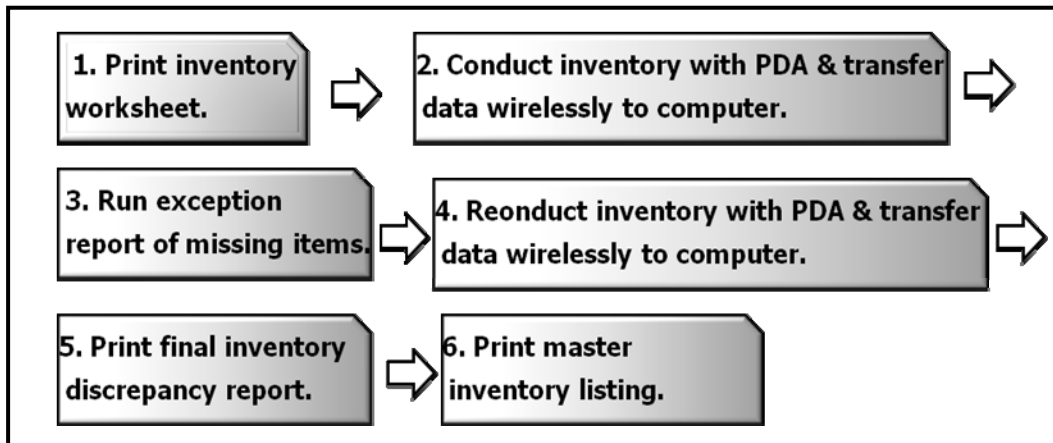 1. Print inventory
worksheet.
2. Conduct inventory with PDA & transfer
data wirelessly to computer.
3. Run exception
report of missing items.
4. Reonduct inventory with PDA & transfer
data wirelessly to computer.
5. Print final inventory
discrepancy report.
6. Print master
inventory listing.